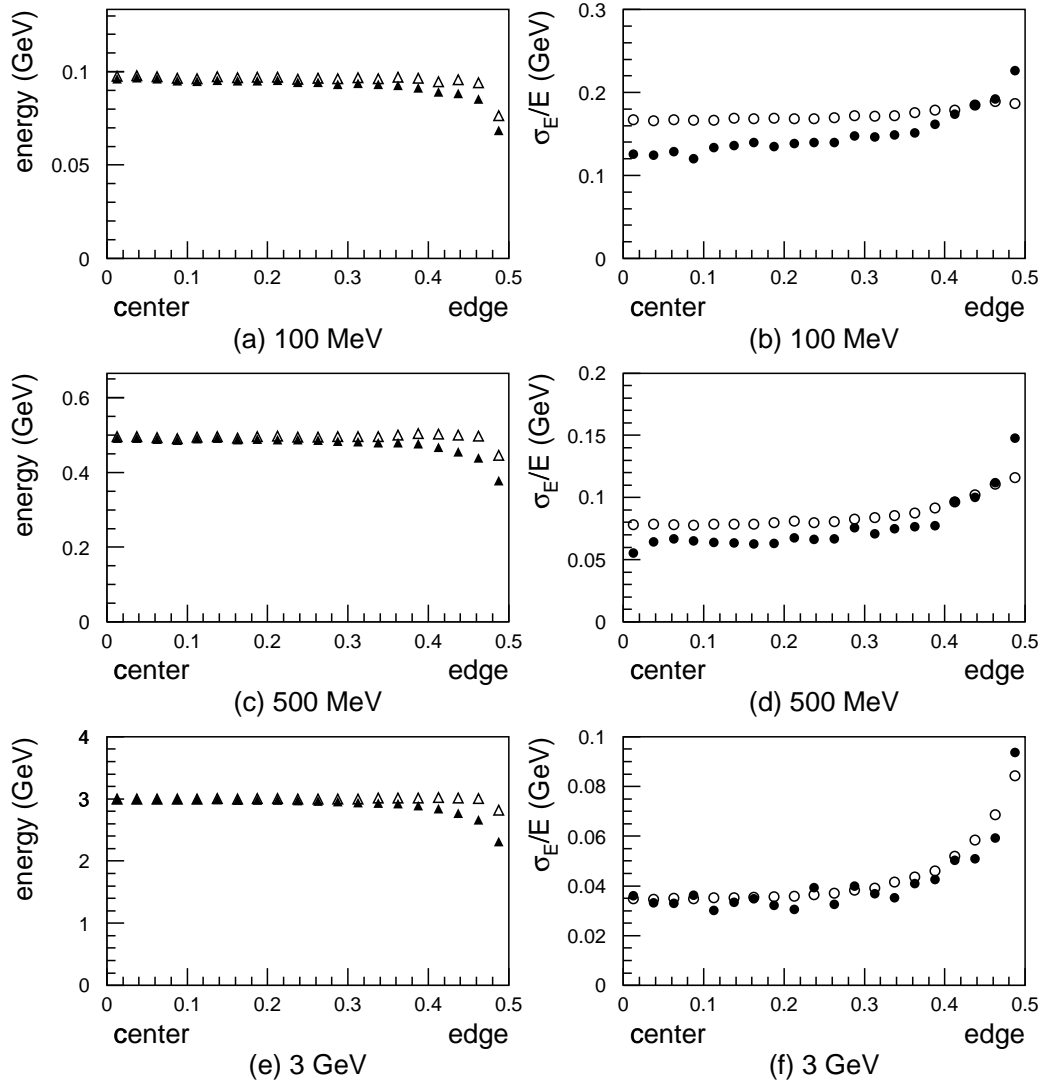 energy (GeV)
0.1
0.05
0
0 0.1 0.2 0.3 0.4 0.5
center edge
(a) 100 MeV
σE/E (GeV)
0.3
0.2
0.1
0
0 0.1 0.2 0.3 0.4 0.5
center edge
(b) 100 MeV
energy (GeV)
0.6
0.4
0.2
0
0 0.1 0.2 0.3 0.4 0.5
center edge
(c) 500 MeV
σE/E (GeV)
0.2
0.15
0.1
0.05
0
0 0.1 0.2 0.3 0.4 0.5
center edge
(d) 500 MeV
energy (GeV)
4
3
2
1
0
0 0.1 0.2 0.3 0.4 0.5
center edge
(e) 3 GeV
σE/E (GeV)
0.1
0.08
0.06
0.04
0.02
0
0 0.1 0.2 0.3 0.4 0.5
center edge
(f) 3 GeV